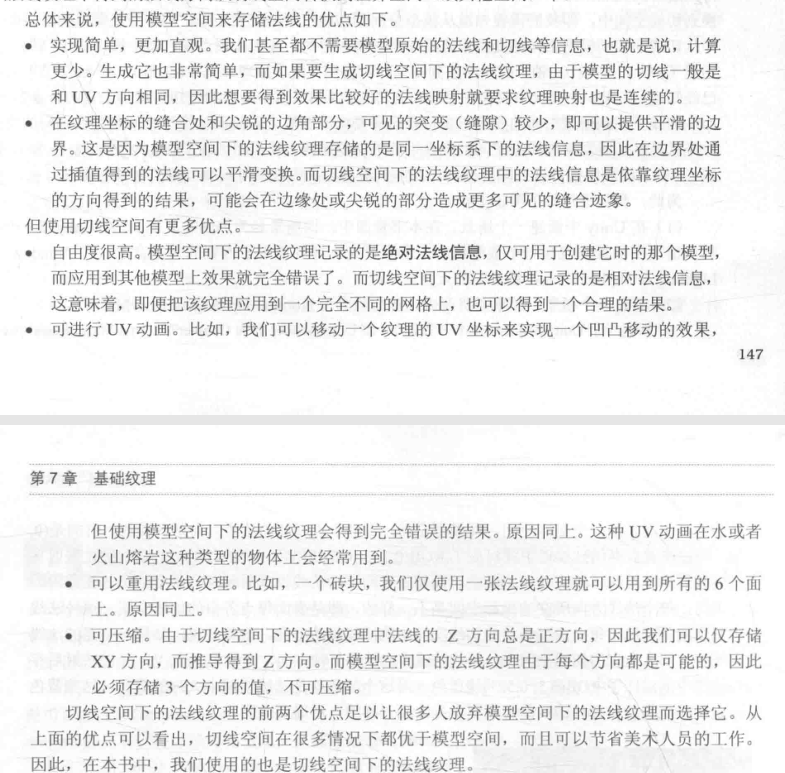 总体来说，使用模型空间来存储法线的优点如下。
● 实现简单，更加直观。我们甚至都不需要模型原始的法线和切线等信息，也就是说，计算
更少。生成它也非常简单，而如果要生成切线空间下的法线纹理，由于模型的切线一般是
和 UV 方向相同，因此想要得到效果比较好的法线映射就要求纹理映射也是连续的。
● 在纹理坐标的缝合处和尖锐的边角部分，可见的突变（缝隙）较少，即可以提供平滑的边
界。这是因为模型空间下的法线纹理存储的是同一坐标系下的法线信息，因此在边界处通
过插值得到的法线可以平滑变换。而切线空间下的法线纹理中的法线信息是依靠纹理坐标
的方向得到的结果，可能会在边缘处或尖锐的部分造成更多可见的缝合迹象。
但使用切线空间有更多优点。
● 自由度很高。模型空间下的法线纹理记录的是绝对法线信息，仅可用于创建它时的那个模型，
而应用到其他模型上效果就完全错误了。而切线空间下的法线纹理记录的是相对法线信息，
这意味着，即便把该纹理应用到一个完全不同的网格上，也可以得到一个合理的结果。
● 可进行 UV 动画。比如，我们可以移动一个纹理的 UV 坐标来实现一个凹凸移动的效果，
147
第 7 章 基础纹理
但使用模型空间下的法线纹理会得到完全错误的结果。原因同上。这种 UV 动画在水或者
火山熔岩这种类型的物体上会经常用到。
● 可以重用法线纹理。比如，一个砖块，我们仅使用一张法线纹理就可以用到所有的 6 个面
上。原因同上。
● 可压缩。由于切线空间下的法线纹理中法线的 Z 方向总是正方向，因此我们可以仅存储
XY 方向，而推导得到 Z 方向。而模型空间下的法线纹理由于每个方向都是可能的，因此
必须存储 3 个方向的值，不可压缩。
切线空间下的法线纹理的前两个优点足以让很多人放弃模型空间下的法线纹理而选择它。从
上面的优点可以看出，切线空间在很多情况下都优于模型空间，而且可以节省美术人员的工作。
因此，在本书中，我们使用的也是切线空间下的法线纹理。